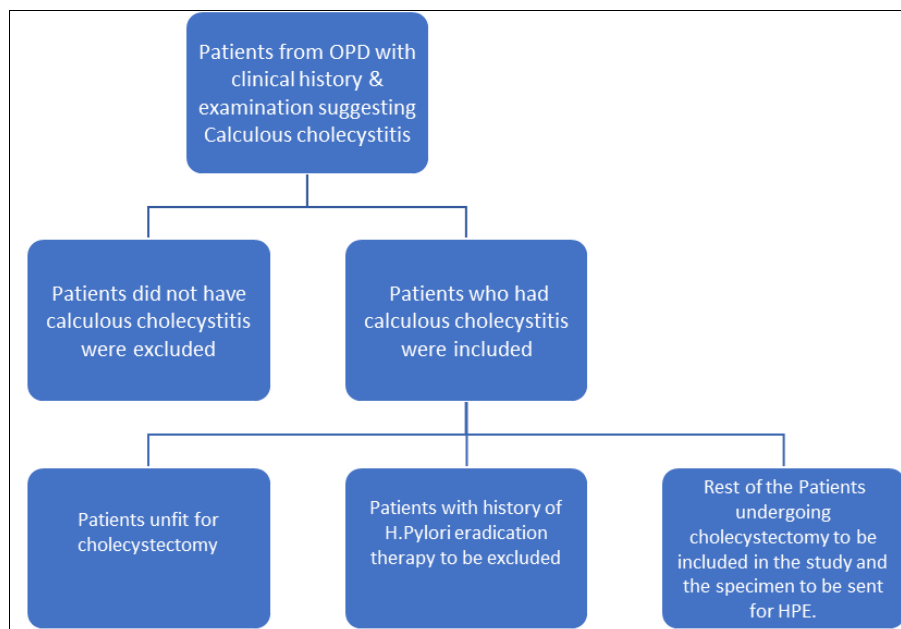 Patients from OPD with
clinical history &
examination suggesting
Calculous cholecystitis
Patients did not have
calculous cholecystitis
were excluded
Patients who had
calculous cholecystitis
were included
Patients unfit for
cholecystectomy
Patients with history of
H.Pylori eradication
therapy to be excluded
Rest of the Patients
undergoing
cholecystectomy to be
included in the study and
the specimen to be sent
for HPE.